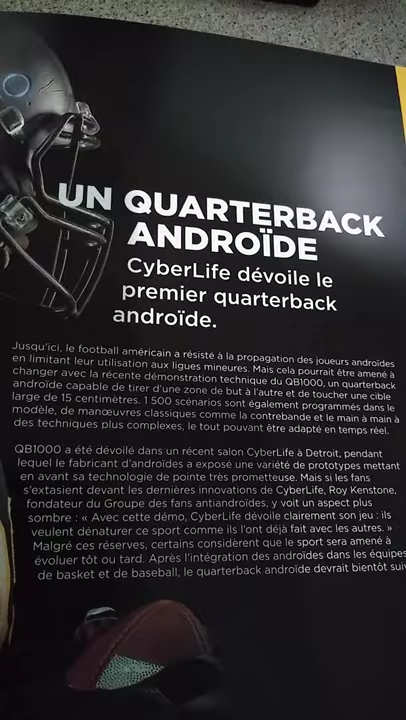 UN QUARTERBACK
ANDROÏDE
CyberLife dévoile le
premier quarterback
androïde.
Jusqu'ici, le football américain a résisté à la propagation des joueurs androïdes
en limitant leur utilisation aux ligues mineures. Mais cela pourrait être amené à
changer avec la récente démonstration technique du QB1000, un quarterback
androïde capable de tirer d'une zone de but à l'autre et de toucher une cible
large de 15 centimètres. 1 500 scénarios sont également programmés dans le
modèle, de manœuvres classiques comme la contrebande et le main à main à
des techniques plus complexes, le tout pouvant être adapté en temps réel.
QB1000 a été dévoilé dans un récent salon CyberLife à Detroit, pendant
lequel le fabricant d'androïdes a exposé une variété de prototypes mettant
en avant sa technologie de pointe très prometteuse. Mais si les fans
s'extasient devant les dernières innovations de CyberLife, Roy Kenstone,
fondateur du Groupe des fans antiandroïdes, y voit un aspect plus
sombre : « Avec cette démo, CyberLife dévoile clairement son jeu : ils
veulent dénaturer ce sport comme ils l'ont déjà fait avec les autres. »
Malgré ces réserves, certains considèrent que le sport sera amené à
évoluer tôt ou tard. Après l'intégration des androïdes dans les équipes
de basket et de baseball, le quarterback androïde devrait bientôt suiv